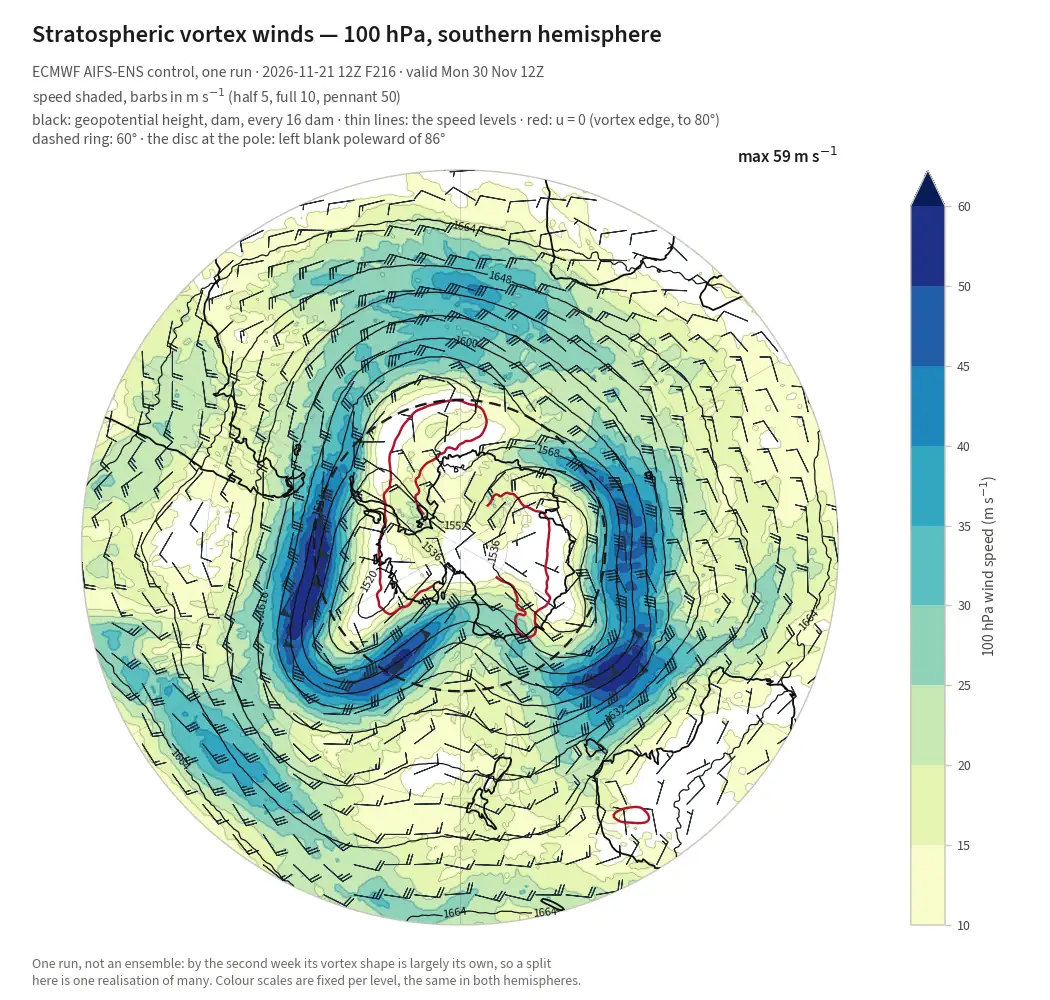 Stratospheric vortex winds — 100 hPa, southern hemisphere
ECMWF AIFS-ENS control, one run · 2026-11-21 12Z F216 · valid Mon 30 Nov 12Z
speed shaded, barbs in m s⁻¹ (half 5, full 10, pennant 50)
black: geopotential height, dam, every 16 dam · thin lines: the speed levels · red: u = 0 (vortex edge, to 80°)
dashed ring: 60° · the disc at the pole: left blank poleward of 86°
max 59 m s⁻¹
1664
1648
1600
1568
1552
1536
1536
1520
1616
1664
1632
1664
1664
1664
60
50
45
40
35
30
25
20
15
10
100 hPa wind speed (m s⁻¹)
One run, not an ensemble: by the second week its vortex shape is largely its own, so a split
here is one realisation of many. Colour scales are fixed per level, the same in both hemispheres.